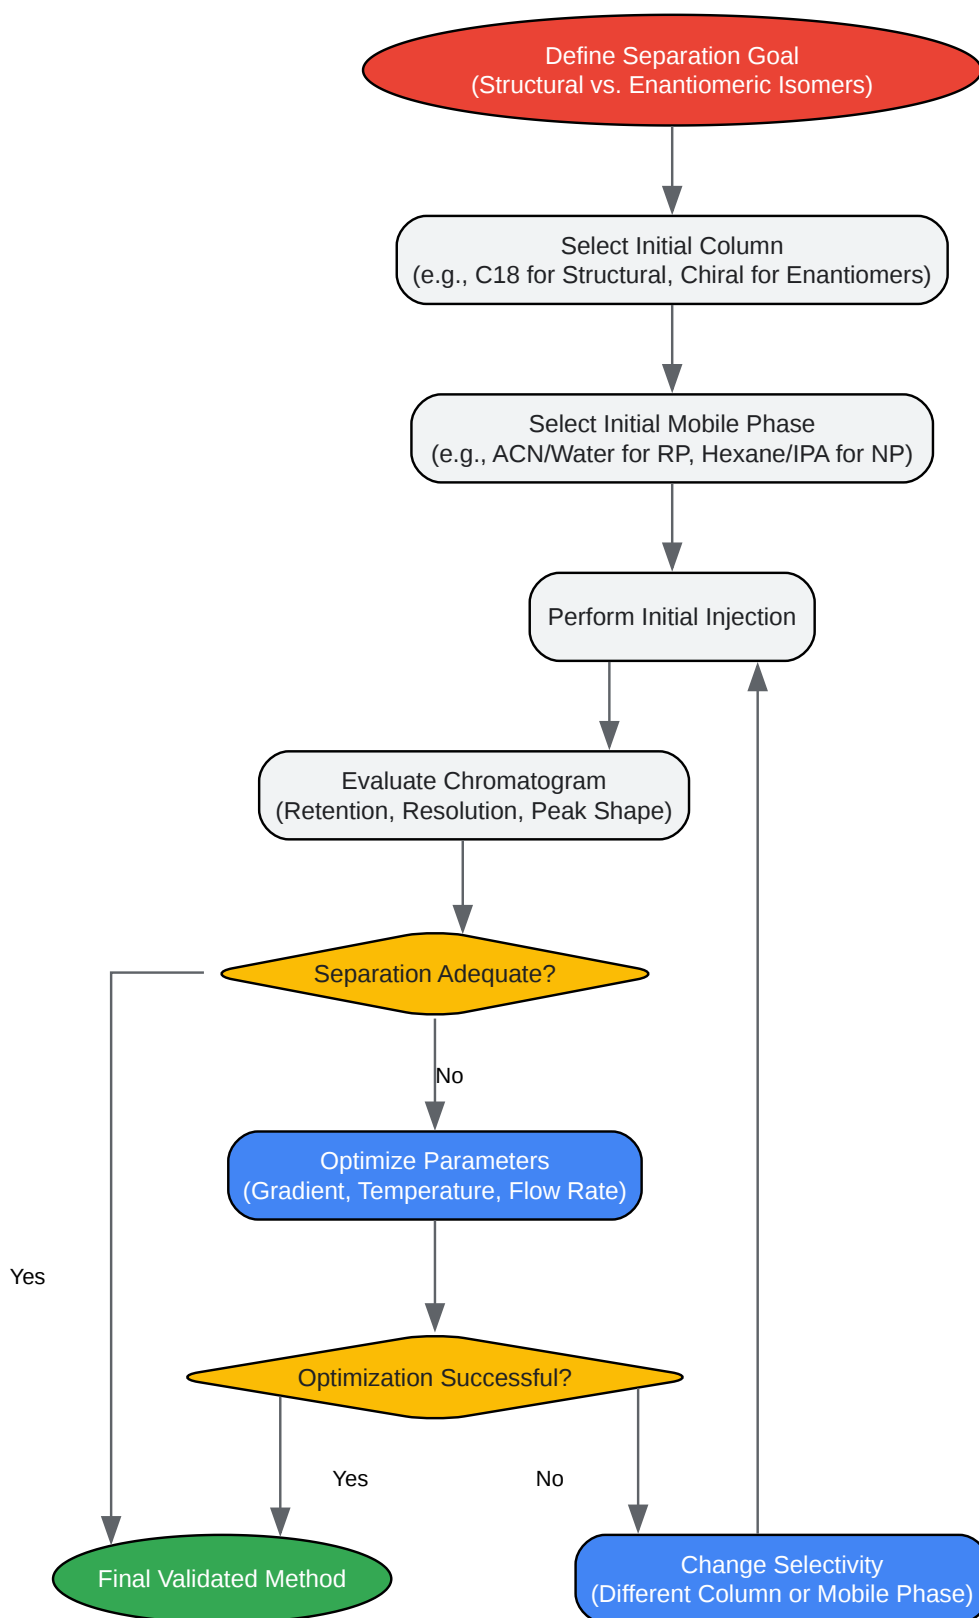 Define Separation Goal
(Structural vs. Enantiomeric Isomers)
Select Initial Column
(e.g., C18 for Structural, Chiral for Enantiomers)
Select Initial Mobile Phase
(e.g., ACN/Water for RP, Hexane/IPA for NP)
Perform Initial Injection
Evaluate Chromatogram
(Retention, Resolution, Peak Shape)
Separation Adequate?
No
Optimize Parameters
(Gradient, Temperature, Flow Rate)
Yes
Optimization Successful?
Yes
No
Final Validated Method
Change Selectivity
(Different Column or Mobile Phase)